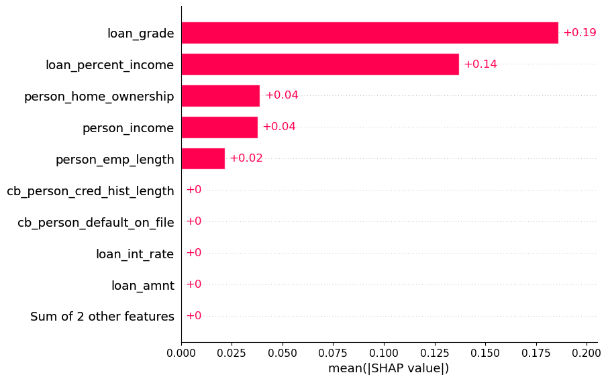 loan_grade +0.19
loan_percent_income +0.14
person_home_ownership +0.04
person_income +0.04
person_emp_length +0.02
cb_person_cred_hist_length +0
cb_person_default_on_file +0
loan_int_rate +0
loan_amnt +0
Sum of 2 other features +0
0.000 0.025 0.050 0.075 0.100 0.125 0.150 0.175 0.200
mean(|SHAP value|)